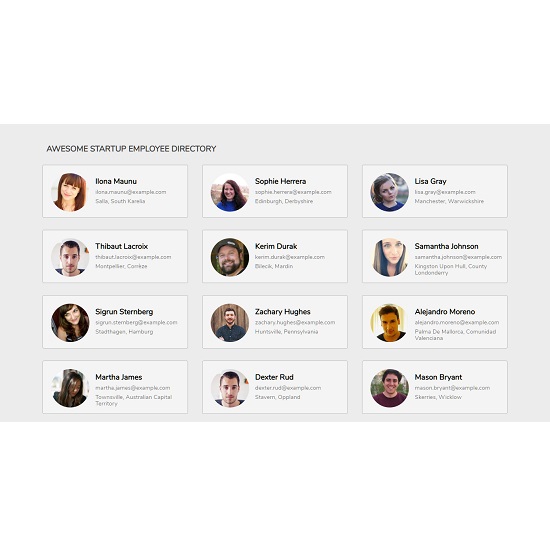 AWESOME STARTUP EMPLOYEE DIRECTORY
Ilona Maunu
ilona.maunu@example.com
Salla, South Karelia
Sophie Herrera
sophie.herrera@example.com
Edinburgh, Derbyshire
Lisa Gray
lisa.gray@example.com
Manchester, Warwickshire
Thibaut Lacroix
thibaut.lacroix@example.com
Montpellier, Corrèze
Kerim Durak
kerim.durak@example.com
Bilecik, Mardin
Samantha Johnson
samantha.johnson@example.com
Kingston Upon Hull, County
Londonderry
Sigrun Sternberg
sigrun.sternberg@example.com
Stadthagen, Hamburg
Zachary Hughes
zachary.hughes@example.com
Huntsville, Pennsylvania
Alejandro Moreno
alejandro.moreno@example.com
Palma De Mallorca, Comunidad
Valenciana
Martha James
martha.james@example.com
Townsville, Australian Capital
Territory
Dexter Rud
dexter.rud@example.com
Stavern, Oppland
Mason Bryant
mason.bryant@example.com
Skerries, Wicklow